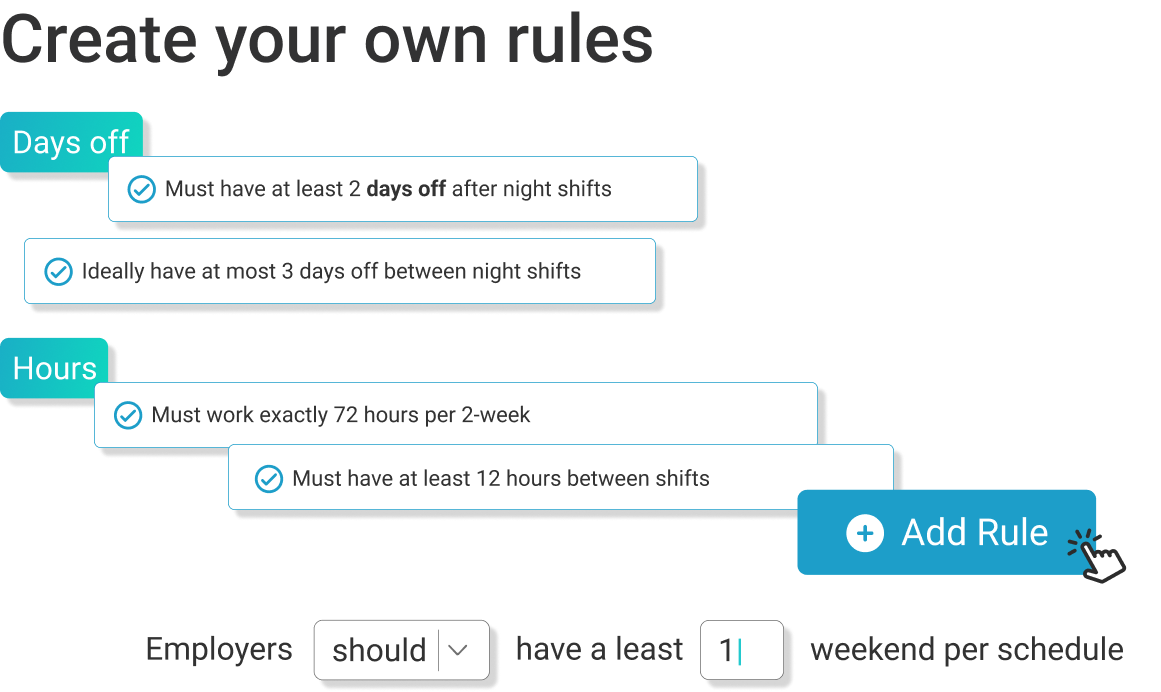 Create your own rules
Days off
Must have at least 2 days off after night shifts
Ideally have at most 3 days off between night shifts
Hours
Must work exactly 72 hours per 2-week
Must have at least 12 hours between shifts
Add Rule
Employers should have a least 1 weekend per schedule